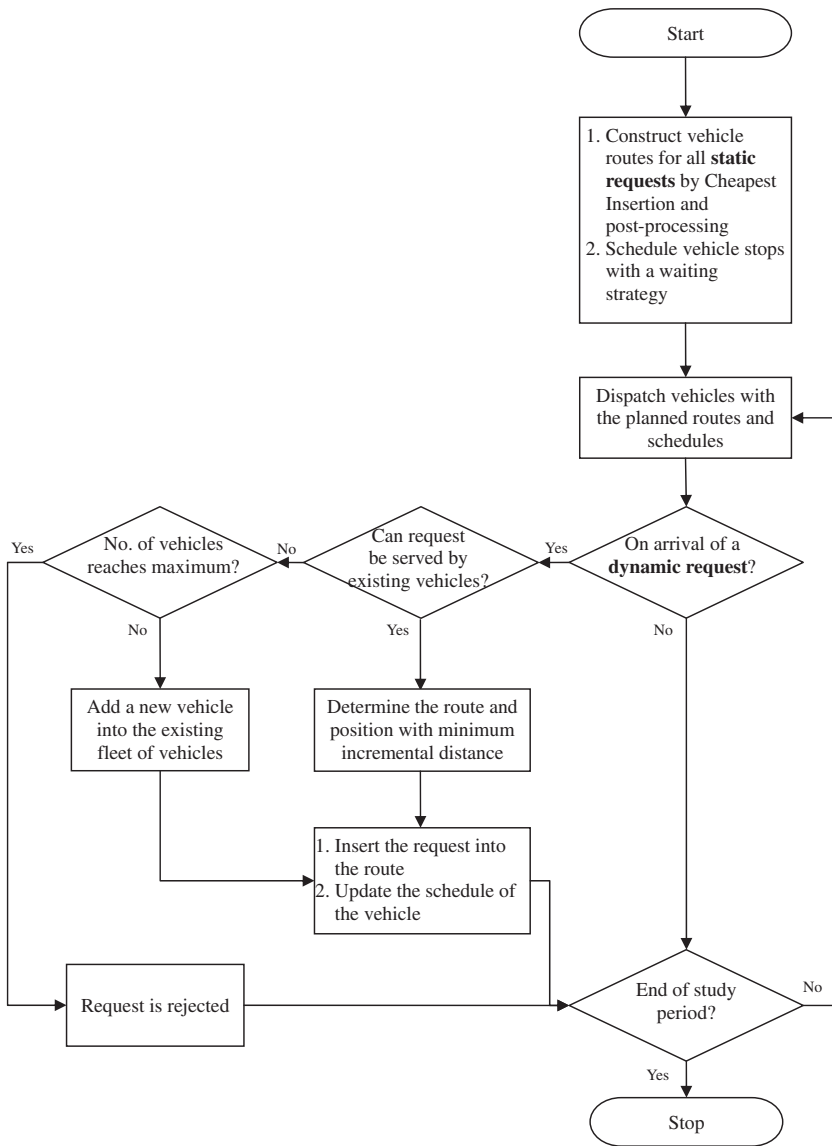 Start
1. Construct vehicle
routes for all static
requests by Cheapest
Insertion and
post-processing
2. Schedule vehicle stops
with a waiting
strategy
Dispatch vehicles with
the planned routes and
schedules
On arrival of a
dynamic request?
Yes
No
Can request
be served by
existing vehicles?
No
Yes
No. of vehicles
reaches maximum?
Yes
No
Add a new vehicle
into the existing
fleet of vehicles
Determine the route and
position with minimum
incremental distance
1. Insert the request into
the route
2. Update the schedule of
the vehicle
Request is rejected
End of study
period?
No
Yes
Stop